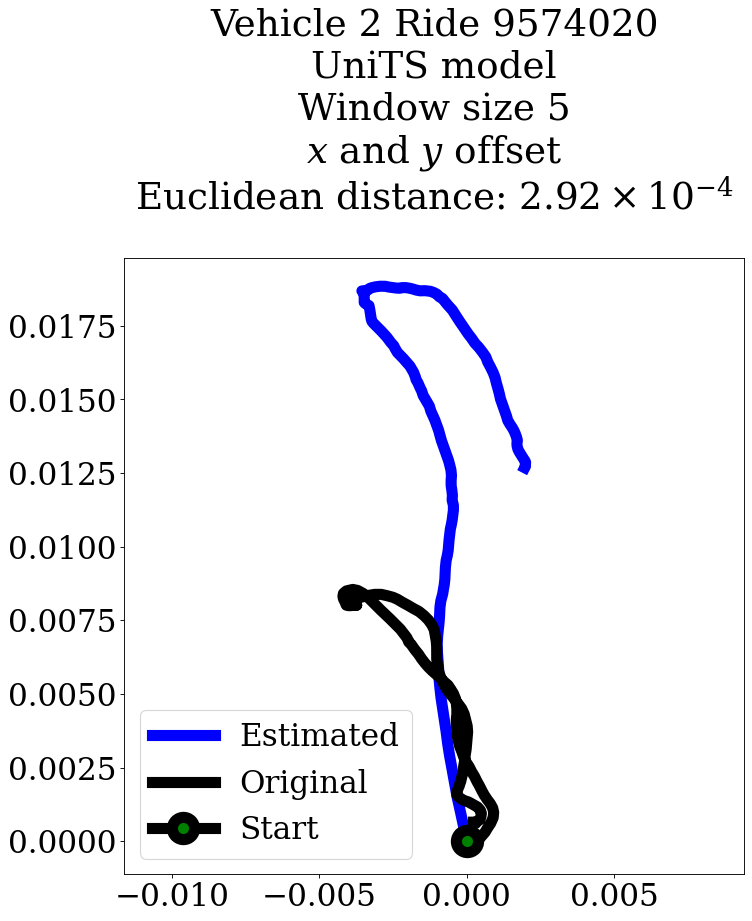 Vehicle 2 Ride 9574020
UniTS model
Window size 5
x and y offset
Euclidean distance: 2.92 × 10⁻⁴
0.0175
0.0150
0.0125
0.0100
0.0075
0.0050
0.0025
0.0000
Estimated
Original
Start
−0.010 −0.005 0.000 0.005